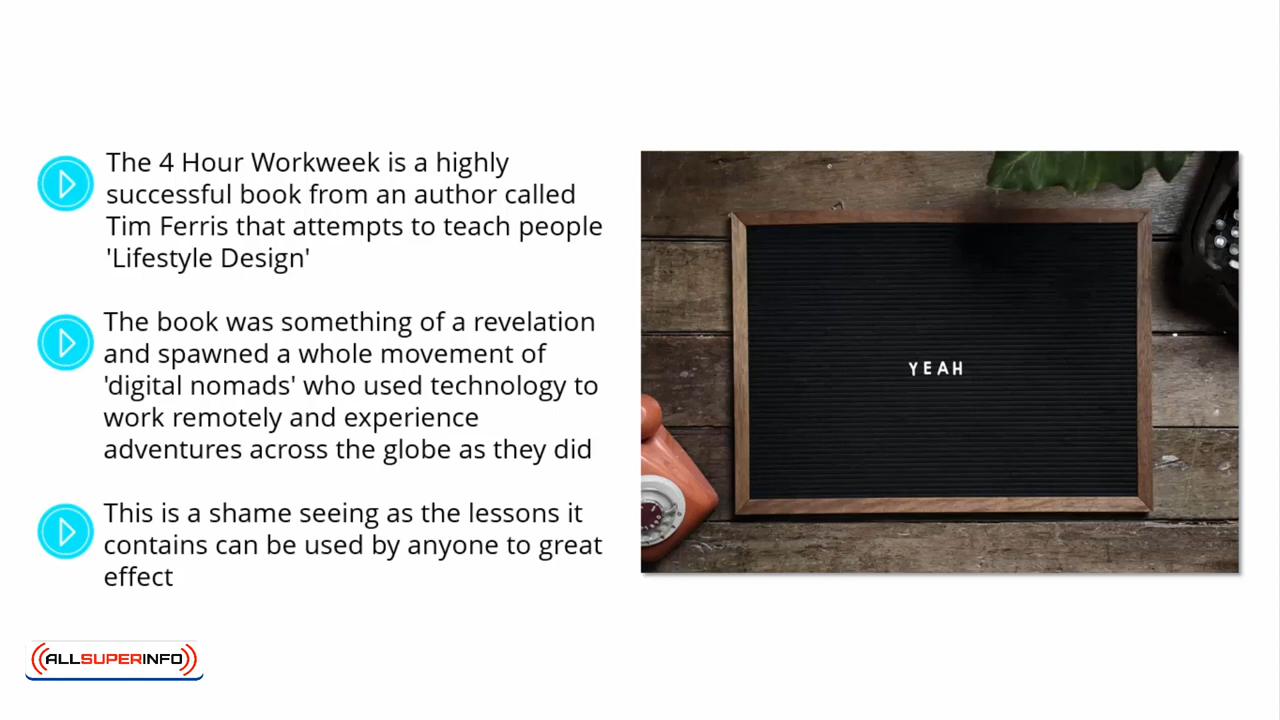 The 4 Hour Workweek is a highly
successful book from an author called
Tim Ferris that attempts to teach people
'Lifestyle Design'
The book was something of a revelation
and spawned a whole movement of
'digital nomads' who used technology to
work remotely and experience
adventures across the globe as they did
This is a shame seeing as the lessons it
contains can be used by anyone to great
effect
YEAH
ALLSUPERINFO